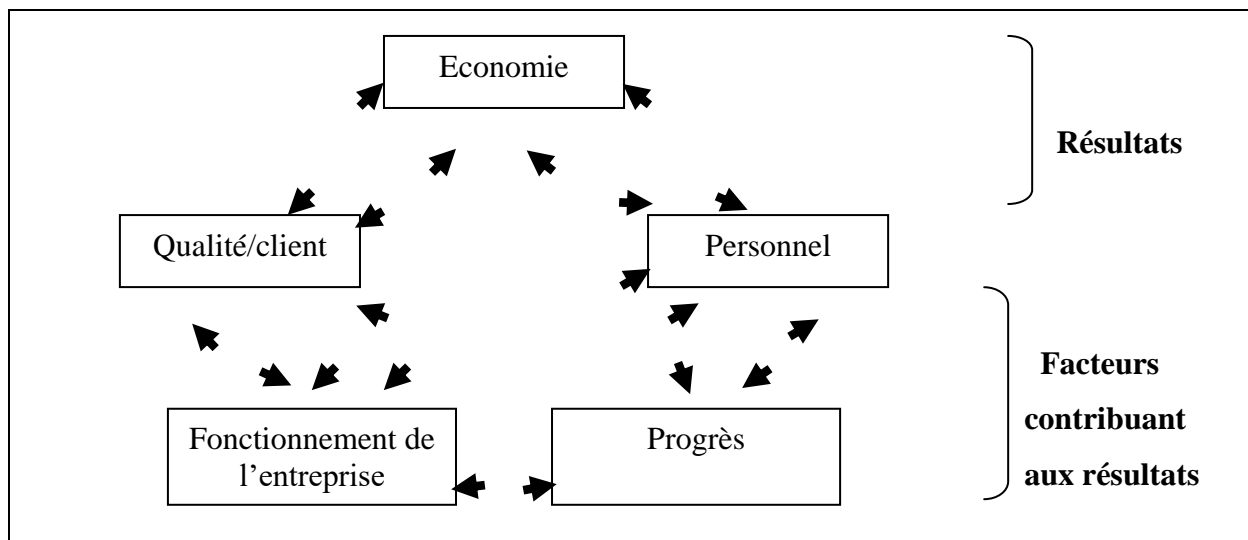 Economie
Résultats
Qualité/client
Personnel
Facteurs
contribuant
aux résultats
Fonctionnement de
l’entreprise
Progrès